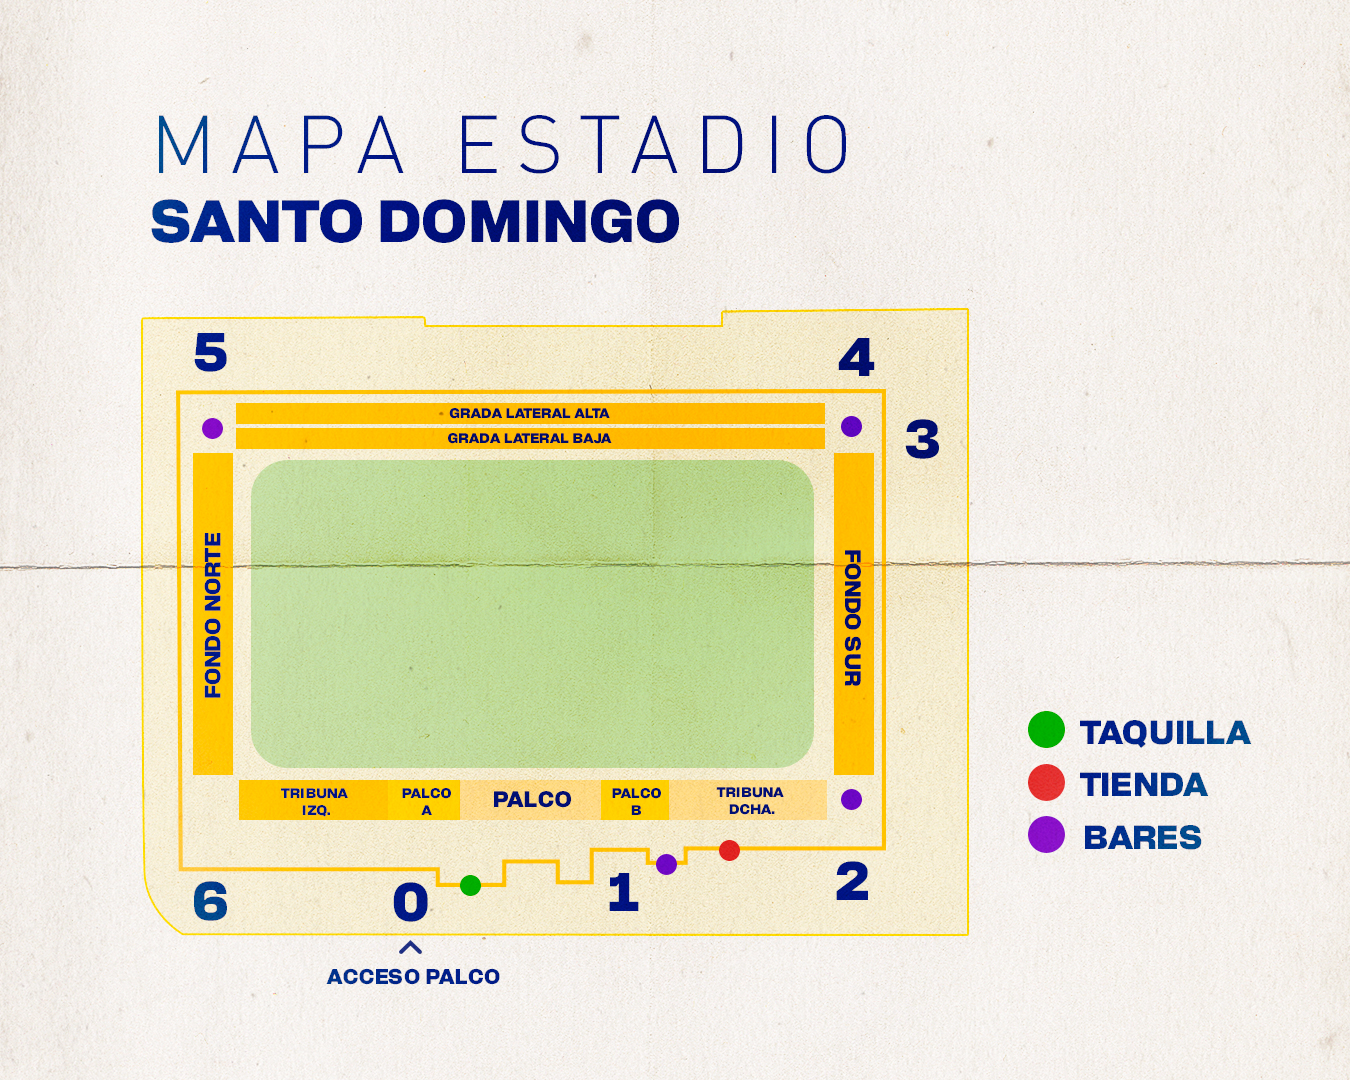 MAPA ESTADIO
SANTO DOMINGO
5
4
3
GRADA LATERAL ALTA
GRADA LATERAL BAJA
FONDO NORTE
FONDO SUR
TRIBUNA
IZQ.
PALCO
A
PALCO
PALCO
B
TRIBUNA
DCHA.
6
0
1
2
ACCESO PALCO
TAQUILLA
TIENDA
BARES